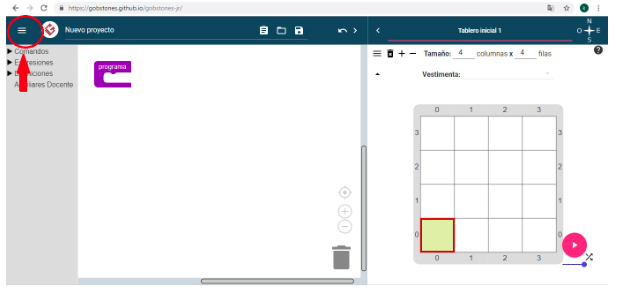 https://gobstones.github.io/gobstones-jr/
Nuevo proyecto
Tablero inicial 1
N
O E
S
Comandos
Expresiones
Definiciones
Auxiliares Docente
programa
Tamaño: 4 columnas x 4 filas
Vestimenta:
0 1 2 3
3 3
2 2
1 1
0 0
0 1 2 3